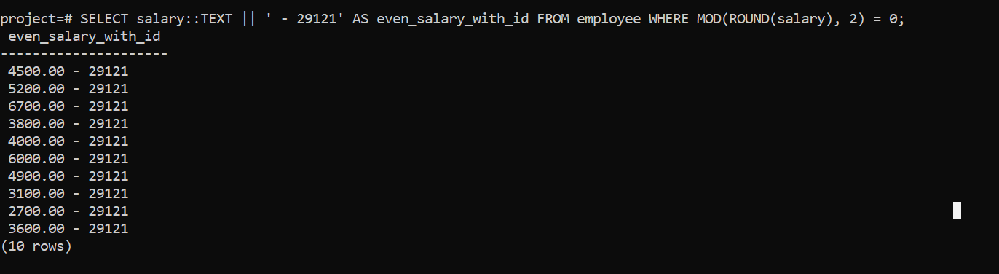 project=# SELECT salary::TEXT || ' - 29121' AS even_salary_with_id FROM employee WHERE MOD(ROUND(salary), 2) = 0;
 even_salary_with_id
---------------------
 4500.00 - 29121
 5200.00 - 29121
 6700.00 - 29121
 3800.00 - 29121
 4000.00 - 29121
 6000.00 - 29121
 4900.00 - 29121
 3100.00 - 29121
 2700.00 - 29121
 3600.00 - 29121
(10 rows)